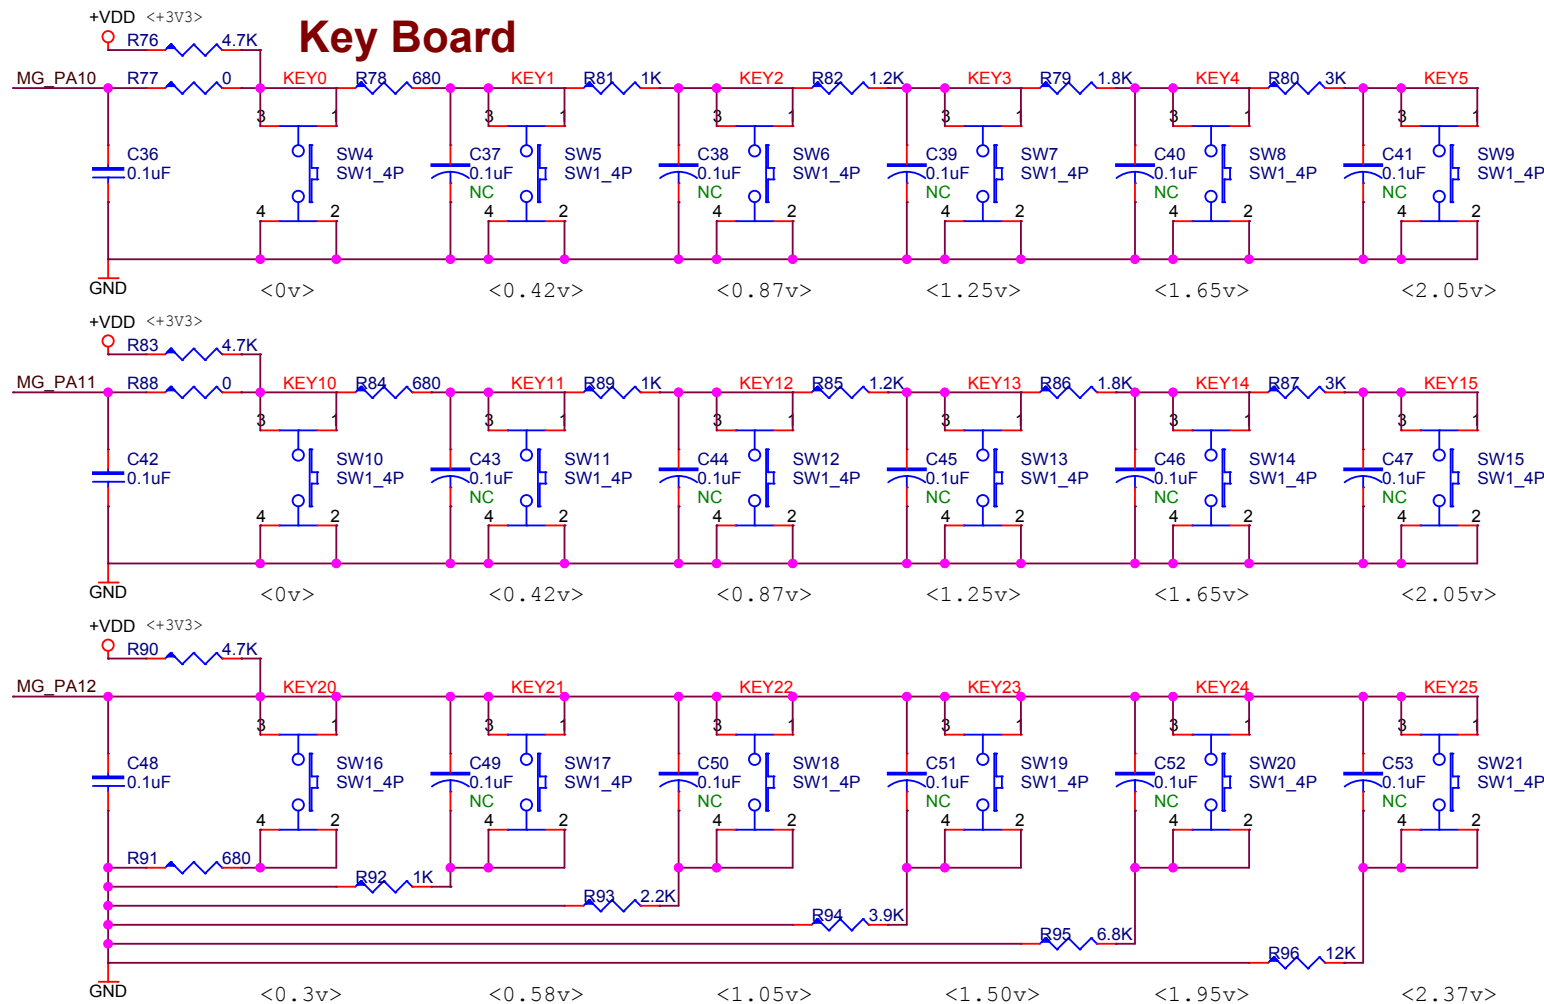 +VDD <+3V3>
Key Board
R76 4.7K
MG_PA10 R77 0 KEY0 R78 680 KEY1 R81 1K KEY2 R82 1.2K KEY3 R79 1.8K KEY4 R80 3K KEY5
3 1 3 1 3 1 3 1 3 1 3 1
C36 SW4 C37 SW5 C38 SW6 C39 SW7 C40 SW8 C41 SW9
0.1uF SW1_4P 0.1uF SW1_4P 0.1uF SW1_4P 0.1uF SW1_4P 0.1uF SW1_4P 0.1uF SW1_4P
NC NC NC NC NC
4 2 4 2 4 2 4 2 4 2 4 2
GND <0v> <0.42v> <0.87v> <1.25v> <1.65v> <2.05v>
+VDD <+3V3>
R83 4.7K
MG_PA11 R88 0 KEY10 R84 680 KEY11 R89 1K KEY12 R85 1.2K KEY13 R86 1.8K KEY14 R87 3K KEY15
3 1 3 1 3 1 3 1 3 1 3 1
C42 SW10 C43 SW11 C44 SW12 C45 SW13 C46 SW14 C47 SW15
0.1uF SW1_4P 0.1uF SW1_4P 0.1uF SW1_4P 0.1uF SW1_4P 0.1uF SW1_4P 0.1uF SW1_4P
NC NC NC NC NC
4 2 4 2 4 2 4 2 4 2 4 2
GND <0v> <0.42v> <0.87v> <1.25v> <1.65v> <2.05v>
+VDD <+3V3>
R90 4.7K
MG_PA12 KEY20 KEY21 KEY22 KEY23 KEY24 KEY25
3 1 3 1 3 1 3 1 3 1 3 1
C48 SW16 C49 SW17 C50 SW18 C51 SW19 C52 SW20 C53 SW21
0.1uF SW1_4P 0.1uF SW1_4P 0.1uF SW1_4P 0.1uF SW1_4P 0.1uF SW1_4P 0.1uF SW1_4P
NC NC NC NC NC
4 2 4 2 4 2 4 2 4 2 4 2
R91 680
R92 1K
R93 2.2K
R94 3.9K
R95 6.8K
R96 12K
GND <0.3v> <0.58v> <1.05v> <1.50v> <1.95v> <2.37v>